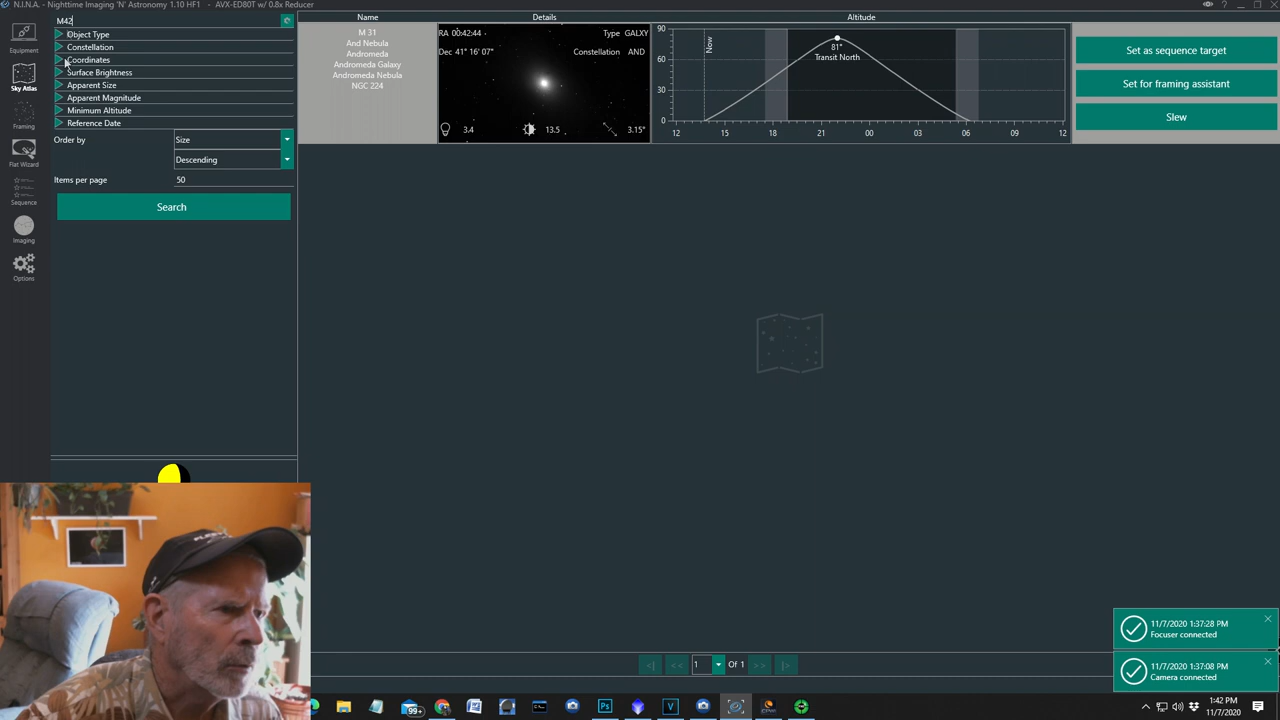 N.I.N.A. - Nighttime Imaging 'N' Astronomy 1.10 HF1 - AVX-ED80T w/ 0.8x Reducer
M42
Object Type
Constellation
Coordinates
Surface Brightness
Apparent Size
Apparent Magnitude
Minimum Altitude
Reference Date
Order by
Size
Descending
Items per page
50
Search
Equipment
Sky Atlas
Framing
Flat Wizard
Sequence
Imaging
Options
Name
M 31
And Nebula
Andromeda
Andromeda Galaxy
Andromeda Nebula
NGC 224
Details
RA 00:42:44
Type GALXY
Dec 41° 16' 07"
Constellation AND
3.4
13.5
3.15°
Altitude
90
60
30
0
Now
81°
Transit North
12 15 18 21 00 03 06 09 12
Set as sequence target
Set for framing assistant
Slew
<| << 1 Of 1 >> |>
11/7/2020 1:37:28 PM
Focuser connected
11/7/2020 1:37:08 PM
Camera connected
99+
Ps
V
1:42 PM
11/7/2020